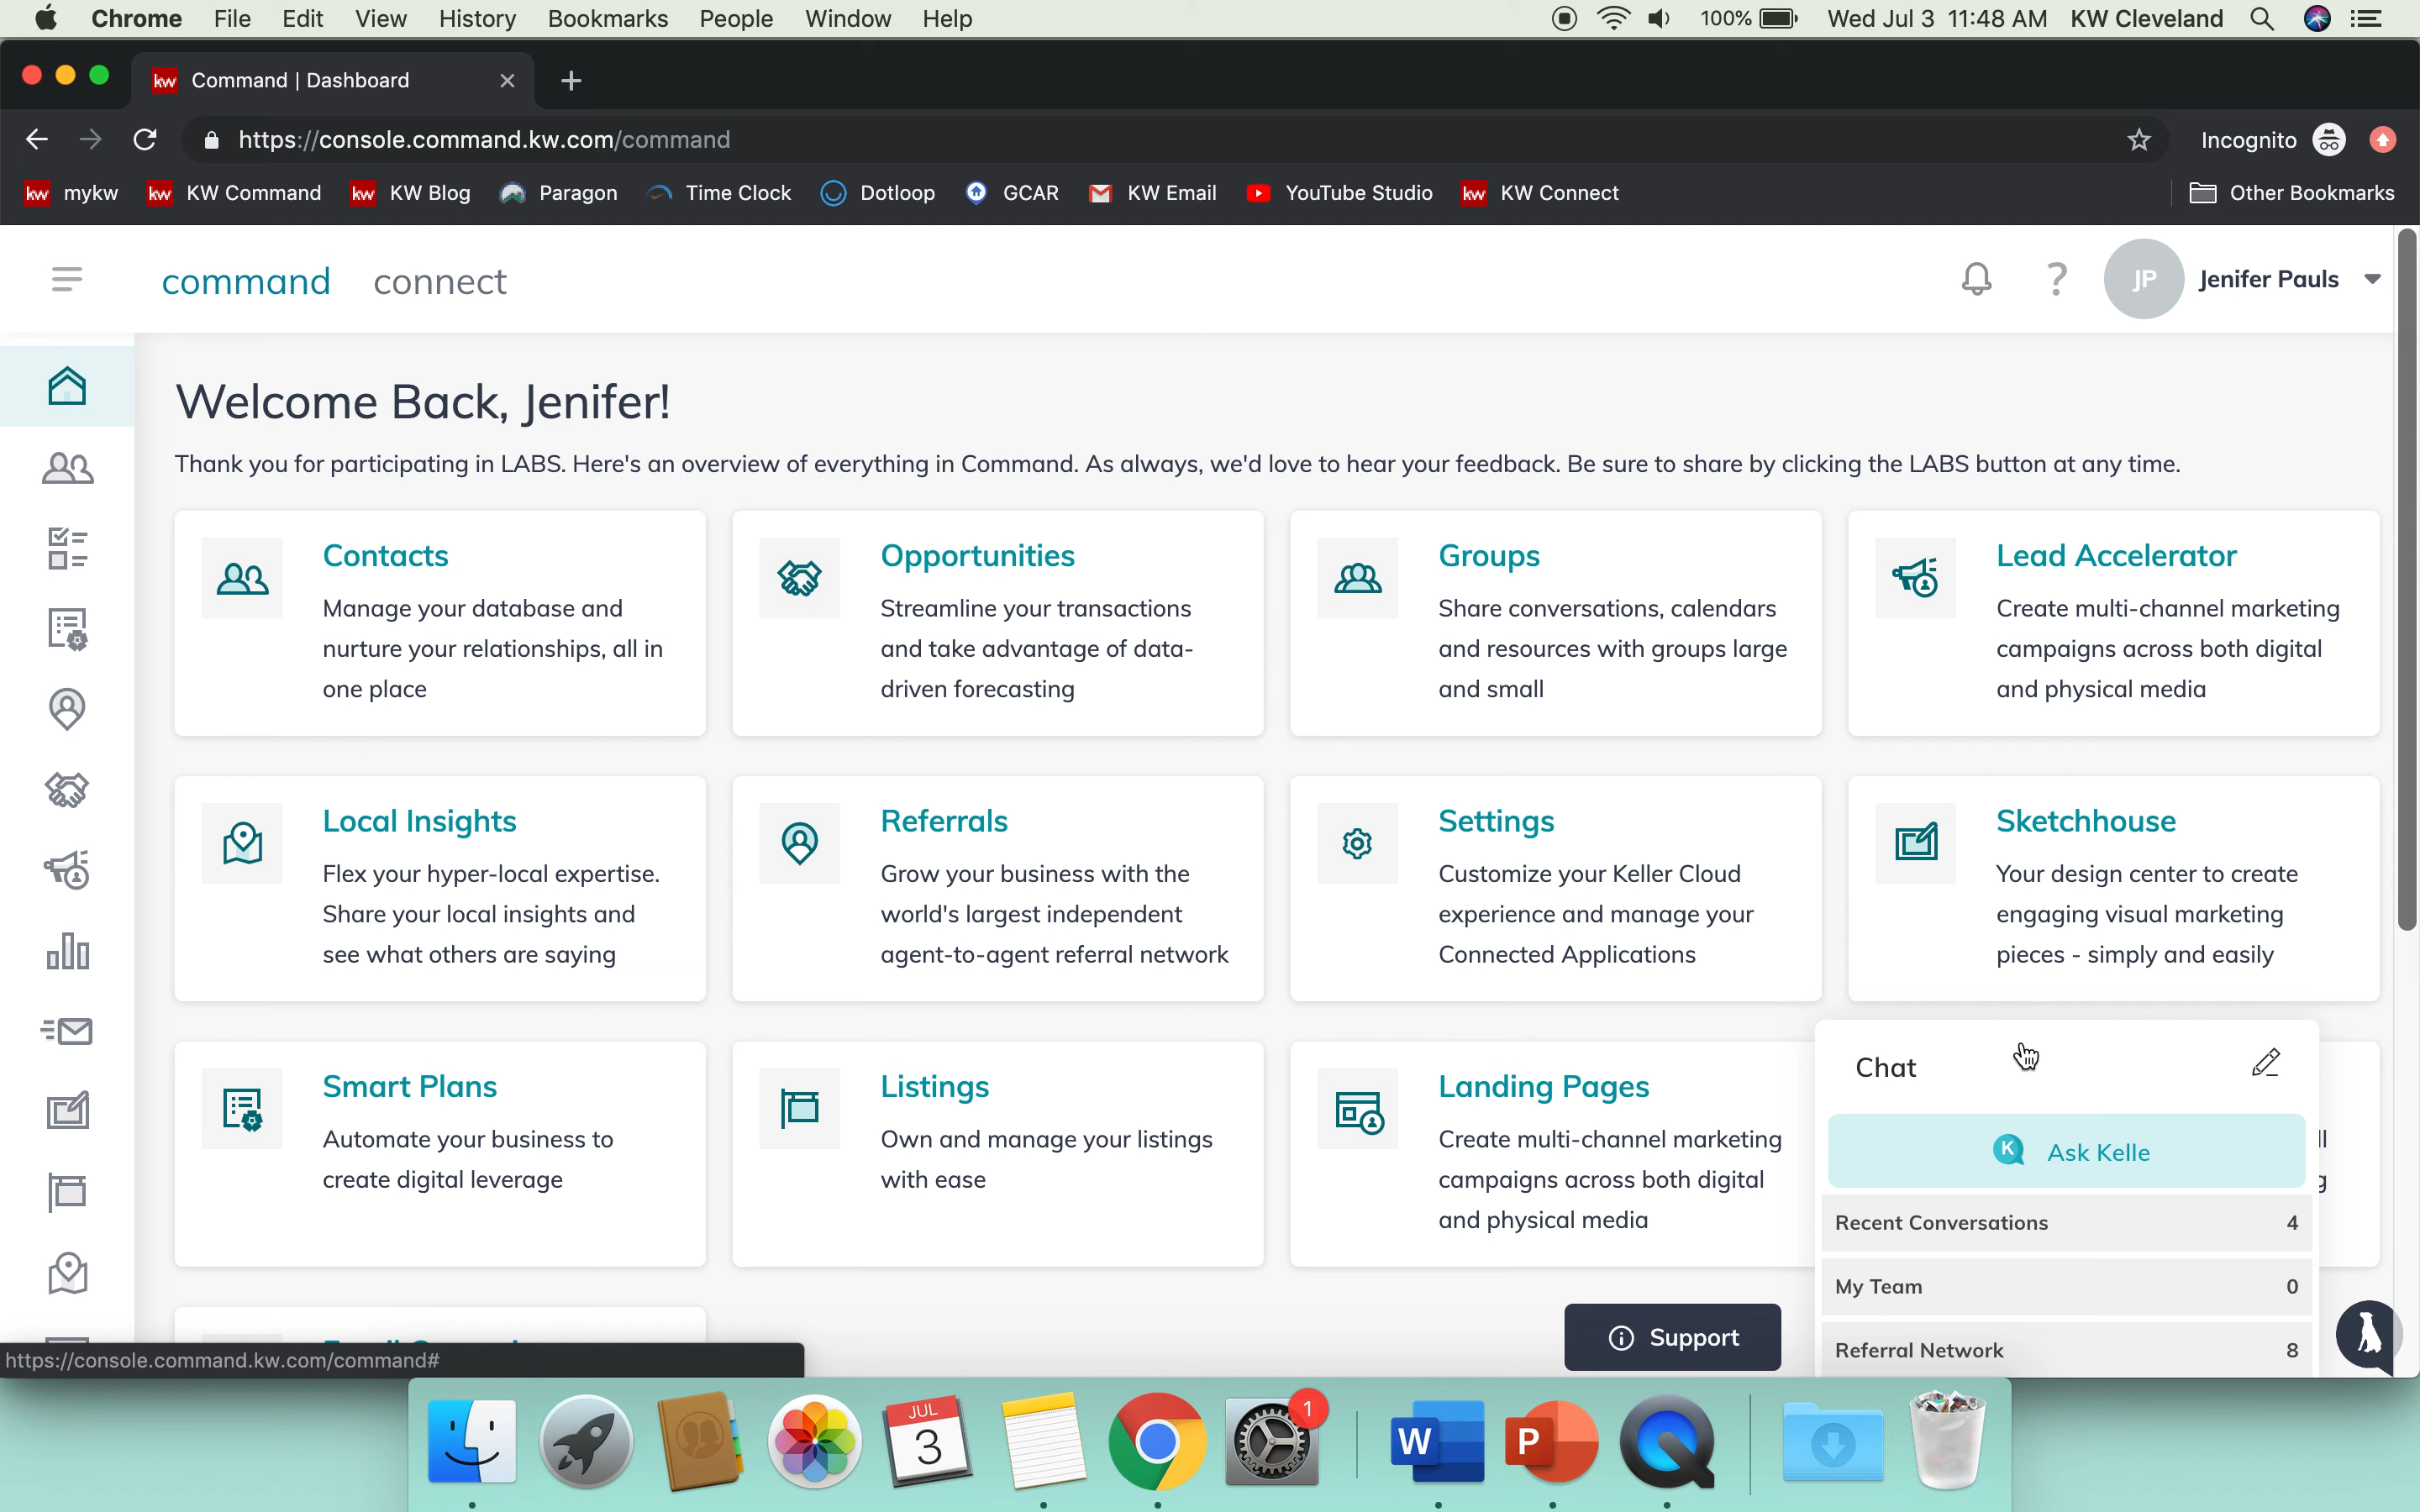 Chrome File Edit View History Bookmarks People Window Help 100% Wed Jul 3 11:48 AM KW Cleveland
kw Command | Dashboard
https://console.command.kw.com/command Incognito
kw mykw kw KW Command kw KW Blog Paragon Time Clock Dotloop GCAR KW Email YouTube Studio kw KW Connect Other Bookmarks
command connect ? JP Jenifer Pauls
Welcome Back, Jenifer!
Thank you for participating in LABS. Here's an overview of everything in Command. As always, we'd love to hear your feedback. Be sure to share by clicking the LABS button at any time.
Contacts
Manage your database and
nurture your relationships, all in
one place
Opportunities
Streamline your transactions
and take advantage of data-
driven forecasting
Groups
Share conversations, calendars
and resources with groups large
and small
Lead Accelerator
Create multi-channel marketing
campaigns across both digital
and physical media
Local Insights
Flex your hyper-local expertise.
Share your local insights and
see what others are saying
Referrals
Grow your business with the
world's largest independent
agent-to-agent referral network
Settings
Customize your Keller Cloud
experience and manage your
Connected Applications
Sketchhouse
Your design center to create
engaging visual marketing
pieces - simply and easily
Smart Plans
Automate your business to
create digital leverage
Listings
Own and manage your listings
with ease
Landing Pages
Create multi-channel marketing
campaigns across both digital
and physical media
Chat
K Ask Kelle
Recent Conversations 4
My Team 0
Referral Network 8
Support
https://console.command.kw.com/command#
JUL
3
1
W
P